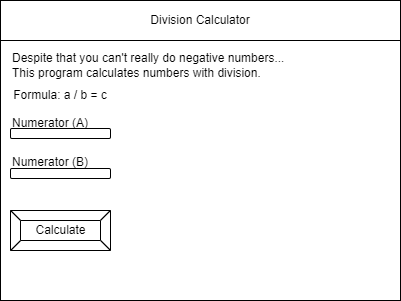 Division Calculator
Despite that you can't really do negative numbers...
This program calculates numbers with division.
Formula: a / b = c
Numerator (A)
Numerator (B)
Calculate